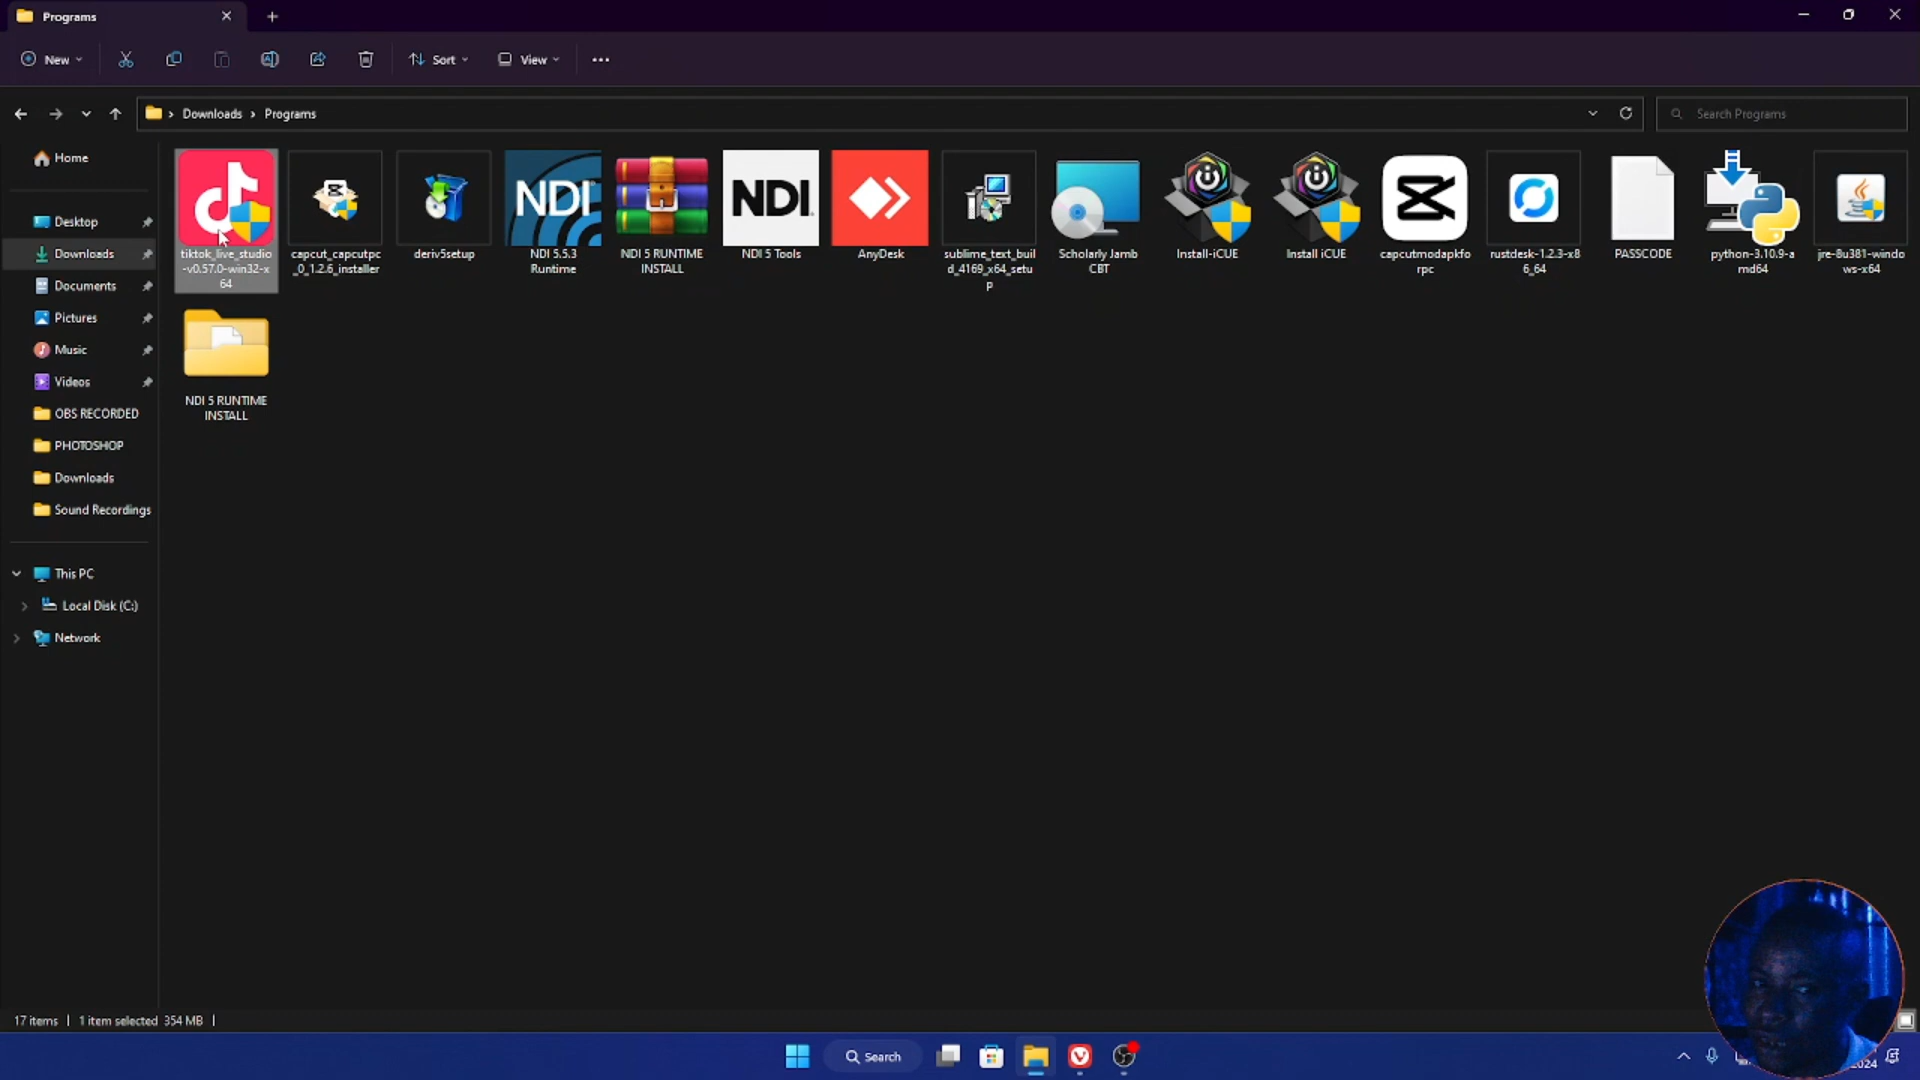 Programs
New
Sort
View
Downloads
Programs
Search Programs
Home
Desktop
Downloads
Documents
Pictures
Music
Videos
OBS RECORDED
PHOTOSHOP
Downloads
Sound Recordings
This PC
Local Disk (C:)
Network
tiktok_live_studio
-v0.57.0-win32-x
64
capcut_capcutpc
_0_1.2.6_installer
deriv5setup
NDI
NDI 5.5.3
Runtime
NDI 5 RUNTIME
INSTALL
NDI
NDI 5 Tools
AnyDesk
sublime_text_buil
d_4169_x64_setu
p
Scholarly Jamb
CBT
Install-iCUE
Install iCUE
capcutmodapkfo
rpc
rustdesk-1.2.3-x8
6_64
PASSCODE
python-3.10.9-a
md64
jre-8u381-windo
ws-x64
NDI 5 RUNTIME
INSTALL
17 items
1 item selected 354 MB
Search
2024